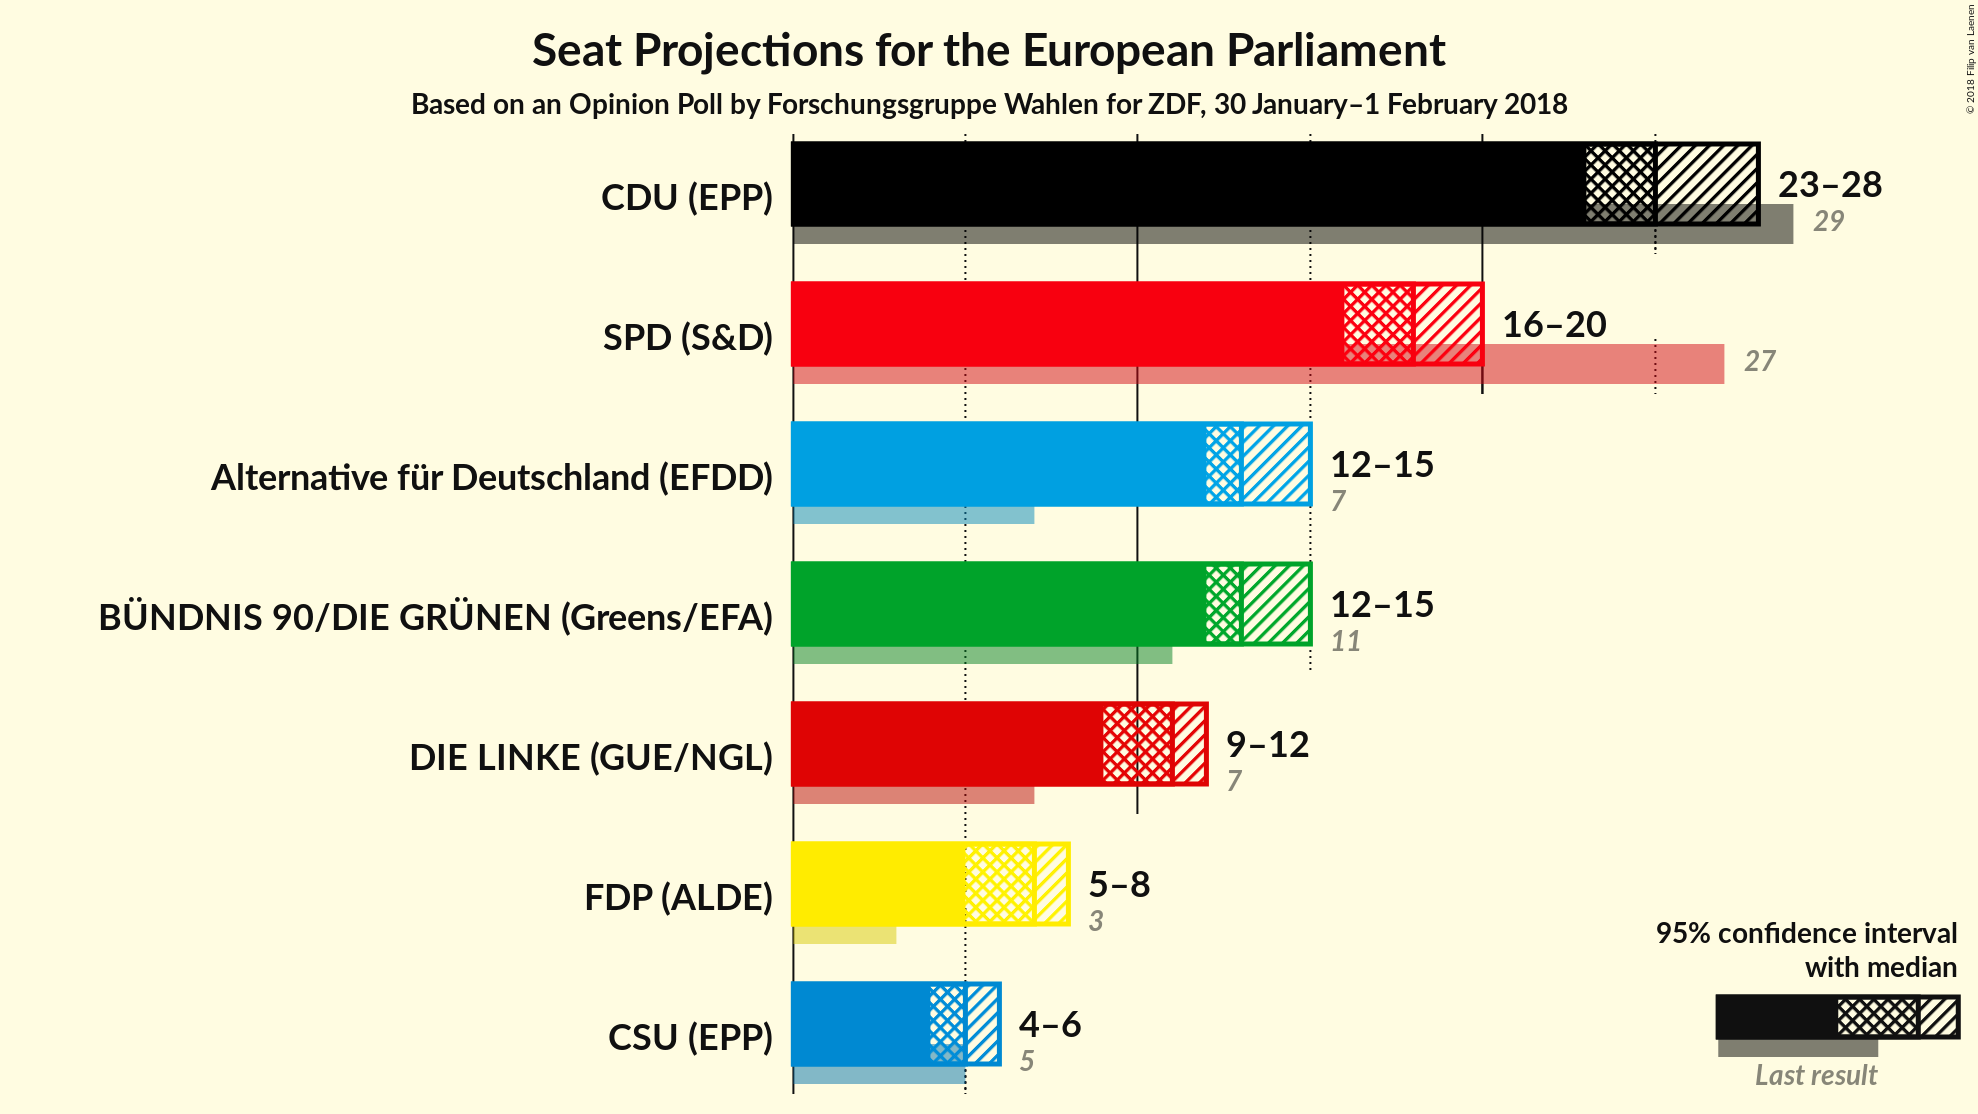 Seat Projections for the European Parliament
Based on an Opinion Poll by Forschungsgruppe Wahlen for ZDF, 30 January–1 February 2018
© 2018 Filip van Laenen
CDU (EPP)
23–28
29
SPD (S&D)
16–20
27
Alternative für Deutschland (EFDD)
12–15
7
BÜNDNIS 90/DIE GRÜNEN (Greens/EFA)
12–15
11
DIE LINKE (GUE/NGL)
9–12
7
FDP (ALDE)
5–8
3
CSU (EPP)
4–6
5
95% confidence interval
with median
Last result